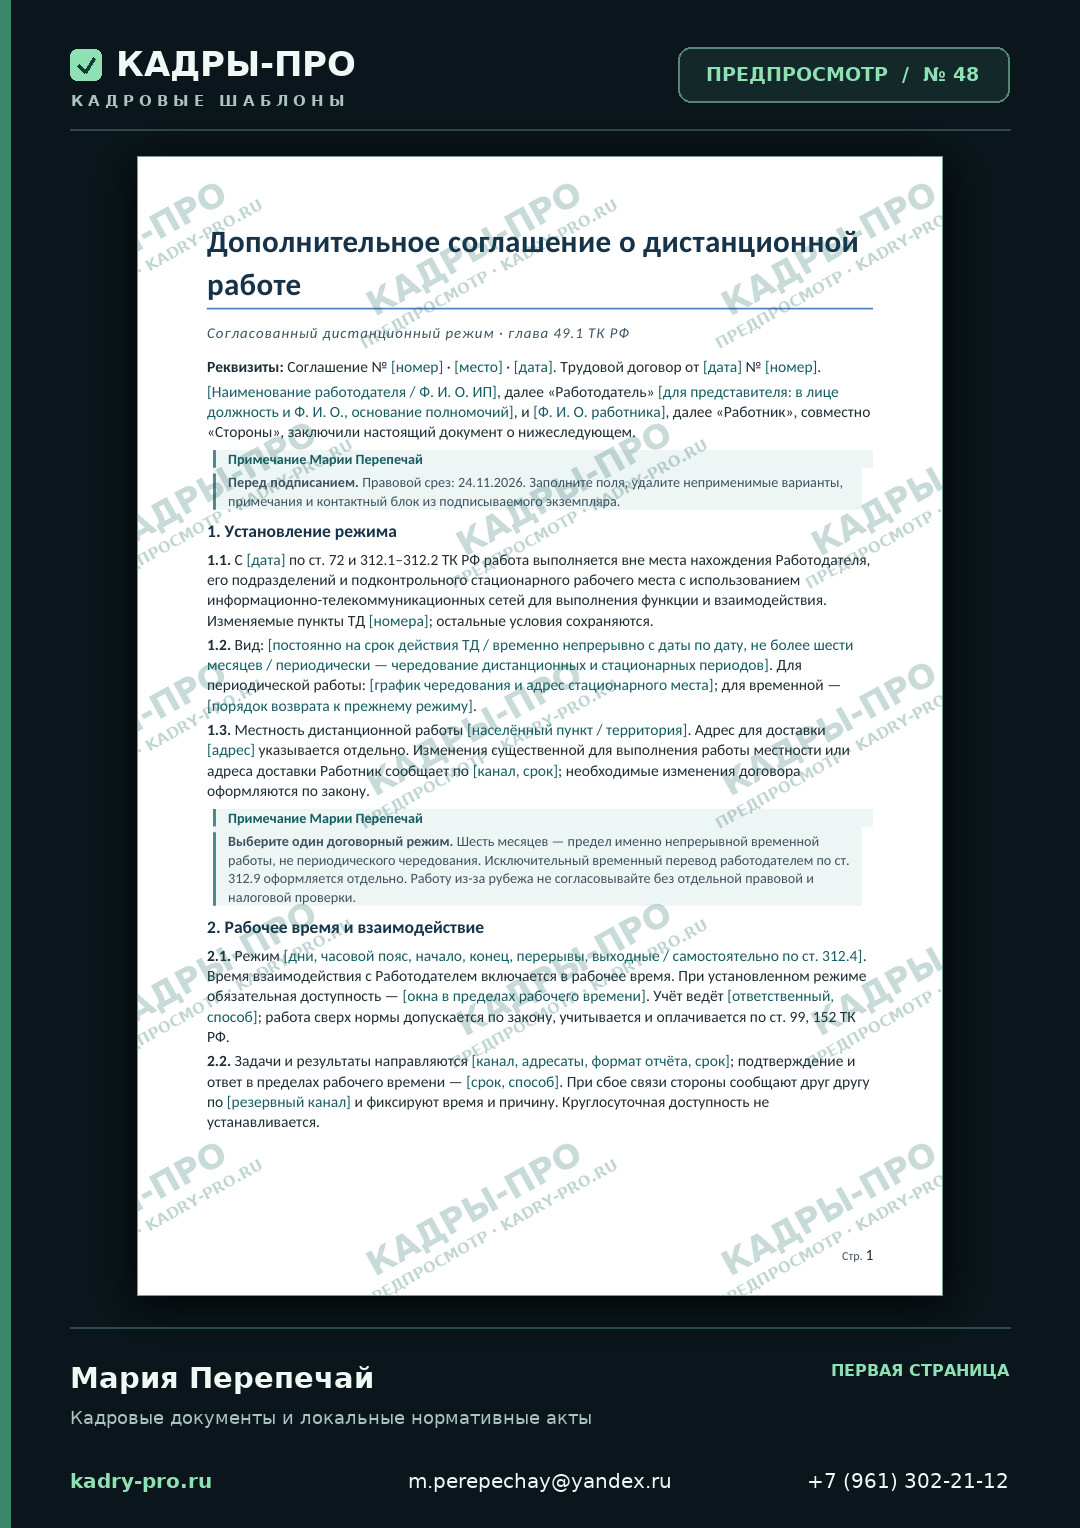 КАДРЫ-ПРО
КАДРОВЫЕ ШАБЛОНЫ
ПРЕДПРОСМОТР / № 48
Дополнительное соглашение о дистанционной
работе
Согласованный дистанционный режим · глава 49.1 ТК РФ
Реквизиты: Соглашение № [номер] · [место] · [дата]. Трудовой договор от [дата] № [номер].
[Наименование работодателя / Ф. И. О. ИП], далее «Работодатель» [для представителя: в лице
должность и Ф. И. О., основание полномочий], и [Ф. И. О. работника], далее «Работник», совместно
«Стороны», заключили настоящий документ о нижеследующем.
Примечание Марии Перепечай
Перед подписанием. Правовой срез: 24.11.2026. Заполните поля, удалите неприменимые варианты,
примечания и контактный блок из подписываемого экземпляра.
1. Установление режима
1.1. С [дата] по ст. 72 и 312.1–312.2 ТК РФ работа выполняется вне места нахождения Работодателя,
его подразделений и подконтрольного стационарного рабочего места с использованием
информационно-телекоммуникационных сетей для выполнения функции и взаимодействия.
Изменяемые пункты ТД [номера]; остальные условия сохраняются.
1.2. Вид: [постоянно на срок действия ТД / временно непрерывно с даты по дату, не более шести
месяцев / периодически — чередование дистанционных и стационарных периодов]. Для
периодической работы: [график чередования и адрес стационарного места]; для временной —
[порядок возврата к прежнему режиму].
1.3. Местность дистанционной работы [населённый пункт / территория]. Адрес для доставки
[адрес] указывается отдельно. Изменения существенной для выполнения работы местности или
адреса доставки Работник сообщает по [канал, срок]; необходимые изменения договора
оформляются по закону.
Примечание Марии Перепечай
Выберите один договорный режим. Шесть месяцев — предел именно непрерывной временной
работы, не периодического чередования. Исключительный временный перевод работодателем по ст.
312.9 оформляется отдельно. Работу из-за рубежа не согласовывайте без отдельной правовой и
налоговой проверки.
2. Рабочее время и взаимодействие
2.1. Режим [дни, часовой пояс, начало, конец, перерывы, выходные / самостоятельно по ст. 312.4].
Время взаимодействия с Работодателем включается в рабочее время. При установленном режиме
обязательная доступность — [окна в пределах рабочего времени]. Учёт ведёт [ответственный,
способ]; работа сверх нормы допускается по закону, учитывается и оплачивается по ст. 99, 152 ТК
РФ.
2.2. Задачи и результаты направляются [канал, адресаты, формат отчёта, срок]; подтверждение и
ответ в пределах рабочего времени — [срок, способ]. При сбое связи стороны сообщают друг другу
по [резервный канал] и фиксируют время и причину. Круглосуточная доступность не
устанавливается.
КАДРЫ-ПРО
ПРЕДПРОСМОТР · KADRY-PRO.RU
Стр. 1
Мария Перепечай
ПЕРВАЯ СТРАНИЦА
Кадровые документы и локальные нормативные акты
kadry-pro.ru
m.perepechay@yandex.ru
+7 (961) 302-21-12